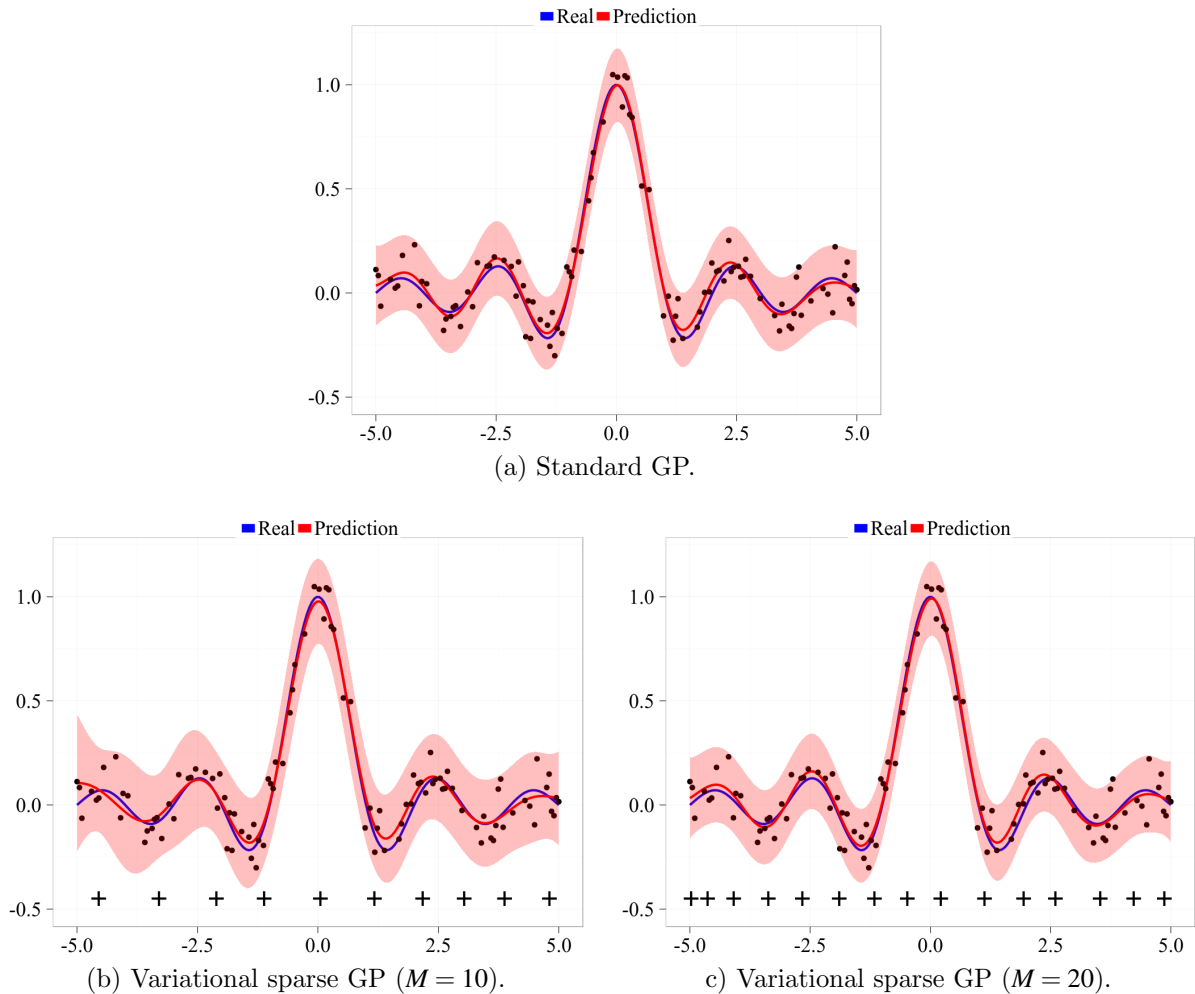 Real Prediction
1.0
0.5
0.0
-0.5
-5.0 -2.5 0.0 2.5 5.0
(a) Standard GP.
Real Prediction
1.0
0.5
0.0
-0.5
-5.0 -2.5 0.0 2.5 5.0
(b) Variational sparse GP (M = 10).
Real Prediction
1.0
0.5
0.0
-0.5
-5.0 -2.5 0.0 2.5 5.0
c) Variational sparse GP (M = 20).